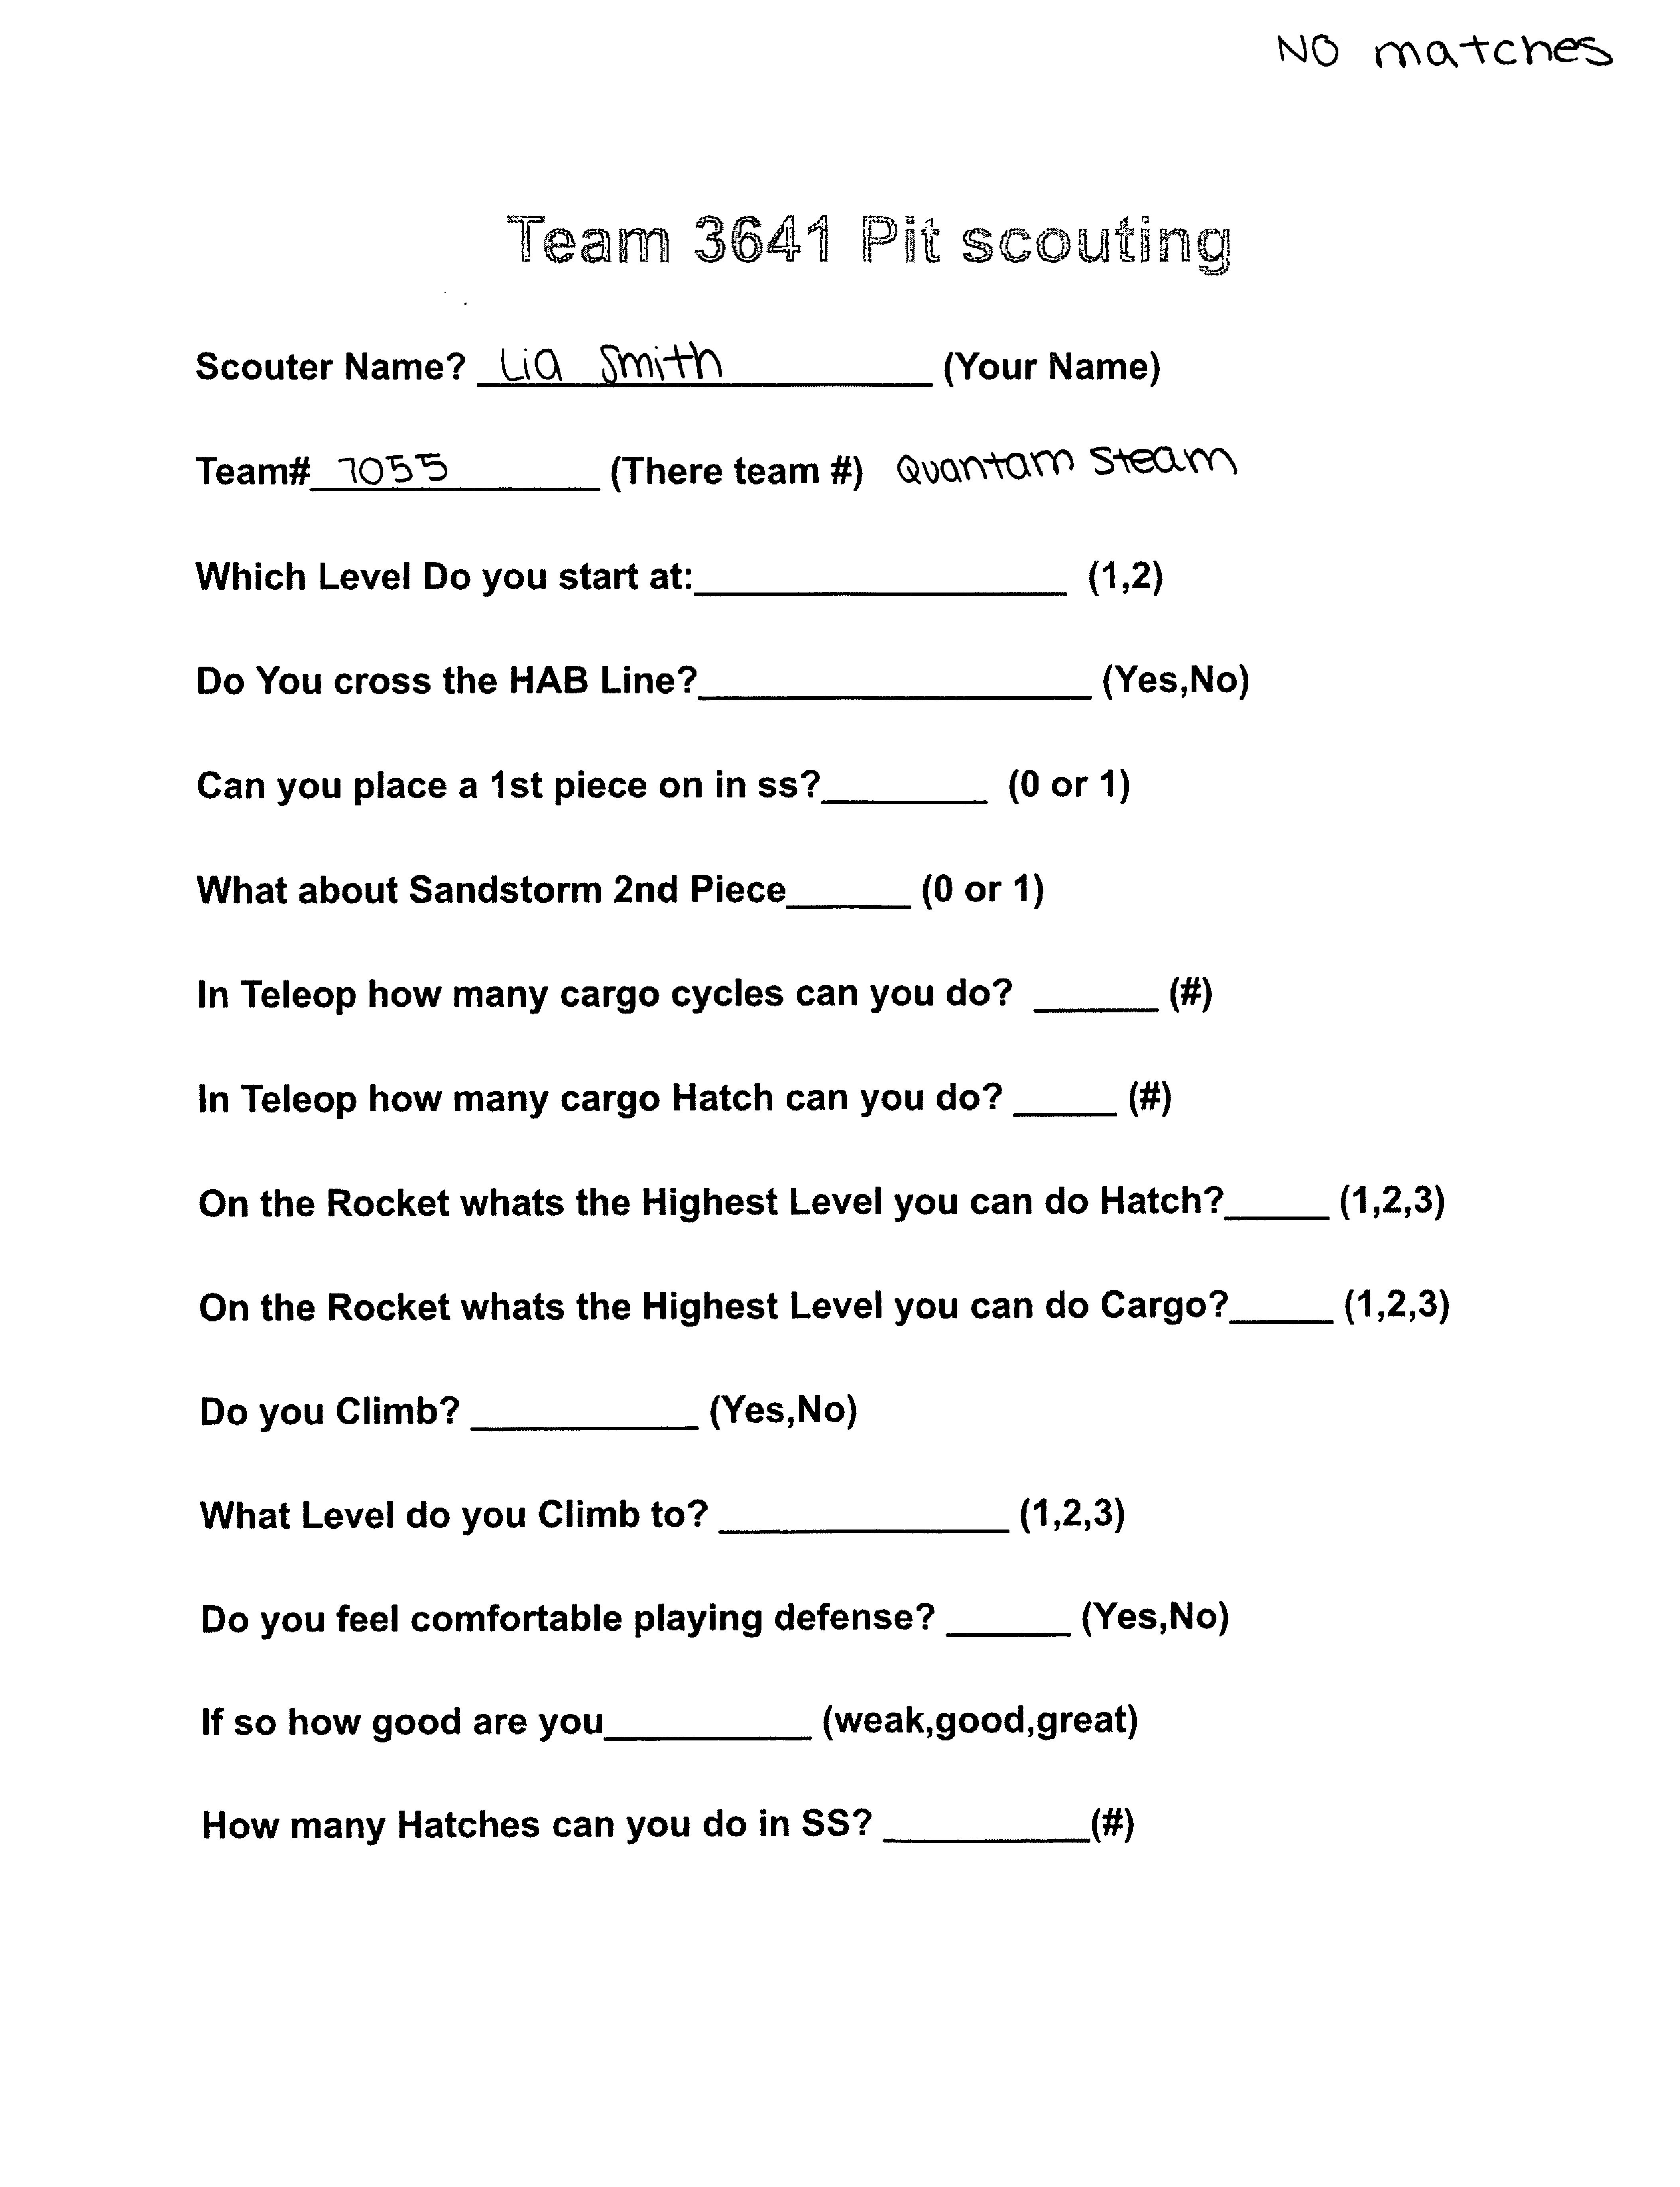 NO matches
Team 3641 Pit scouting
Scouter Name? Lia Smith (Your Name)
Team# 7055 (There team #) Quantam Steam
Which Level Do you start at:__________________ (1,2)
Do You cross the HAB Line?___________________ (Yes,No)
Can you place a 1st piece on in ss?________ (0 or 1)
What about Sandstorm 2nd Piece______ (0 or 1)
In Teleop how many cargo cycles can you do? ______ (#)
In Teleop how many cargo Hatch can you do? _____ (#)
On the Rocket whats the Highest Level you can do Hatch?_____ (1,2,3)
On the Rocket whats the Highest Level you can do Cargo?_____ (1,2,3)
Do you Climb? ___________ (Yes,No)
What Level do you Climb to? ______________ (1,2,3)
Do you feel comfortable playing defense? ______ (Yes,No)
If so how good are you__________ (weak,good,great)
How many Hatches can you do in SS? __________(#)